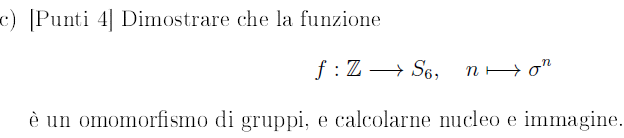 c) [Punti 4] Dimostrare che la funzione
f : ℤ ⟶ S₆, n ⟼ σⁿ
è un omomorfismo di gruppi, e calcolarne nucleo e immagine.